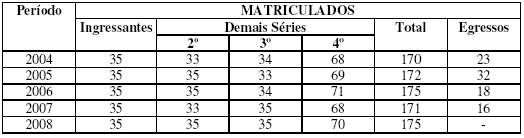 Período MATRICULADOS
Ingressantes Demais Séries Total Egressos
2º 3º 4º
2004 35 33 34 68 170 23
2005 35 35 33 69 172 32
2006 35 35 34 71 175 18
2007 35 33 35 68 171 16
2008 35 35 35 70 175 -